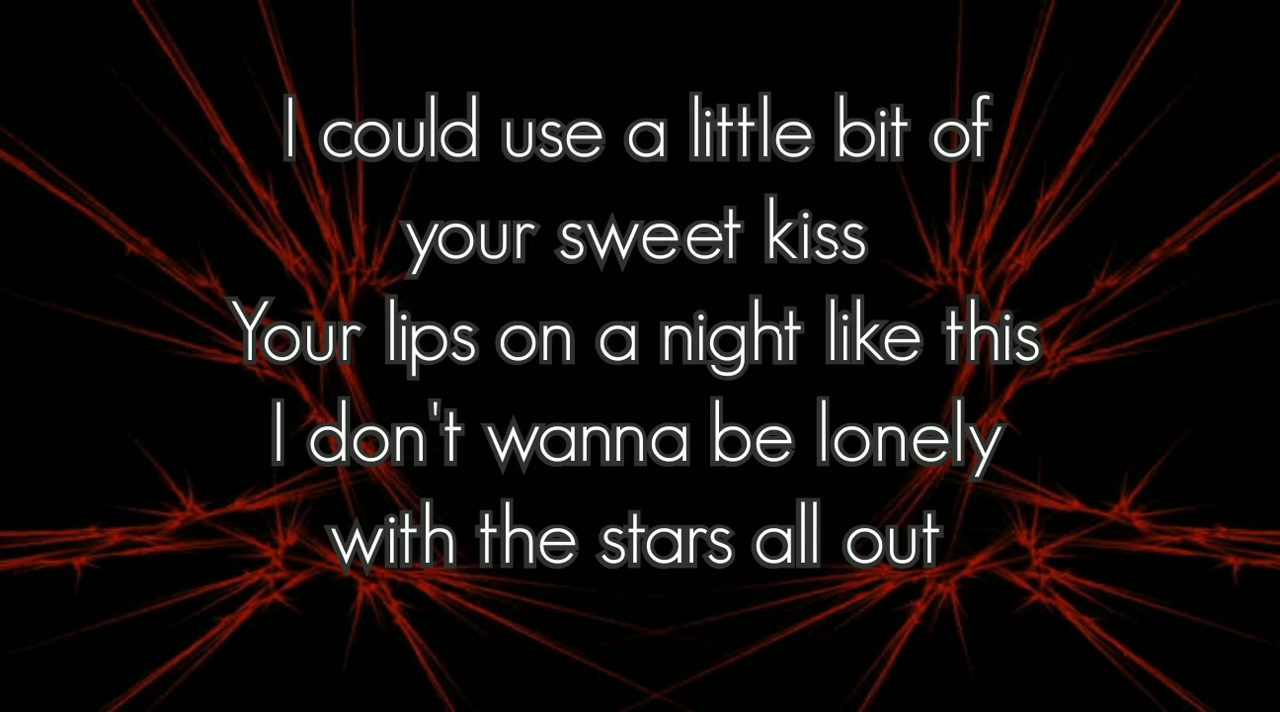 I could use a little bit of
your sweet kiss
Your lips on a night like this
I don't wanna be lonely
with the stars all out